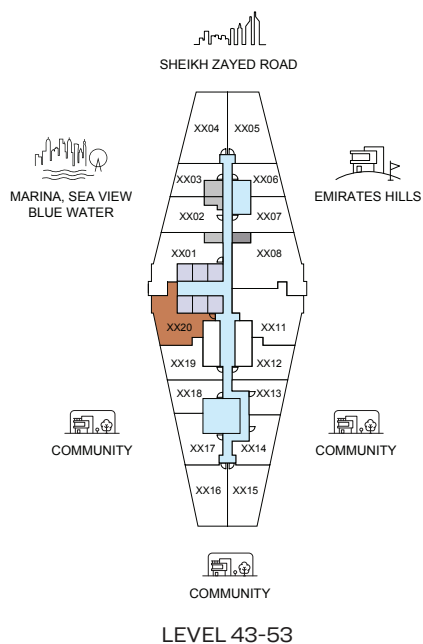 SHEIKH ZAYED ROAD
XX04
XX05
XX03
XX06
MARINA, SEA VIEW
BLUE WATER
EMIRATES HILLS
XX02
XX07
XX01
XX08
XX20
XX11
XX19
XX12
XX18
XX13
COMMUNITY
COMMUNITY
XX17
XX14
XX16
XX15
COMMUNITY
LEVEL 43-53